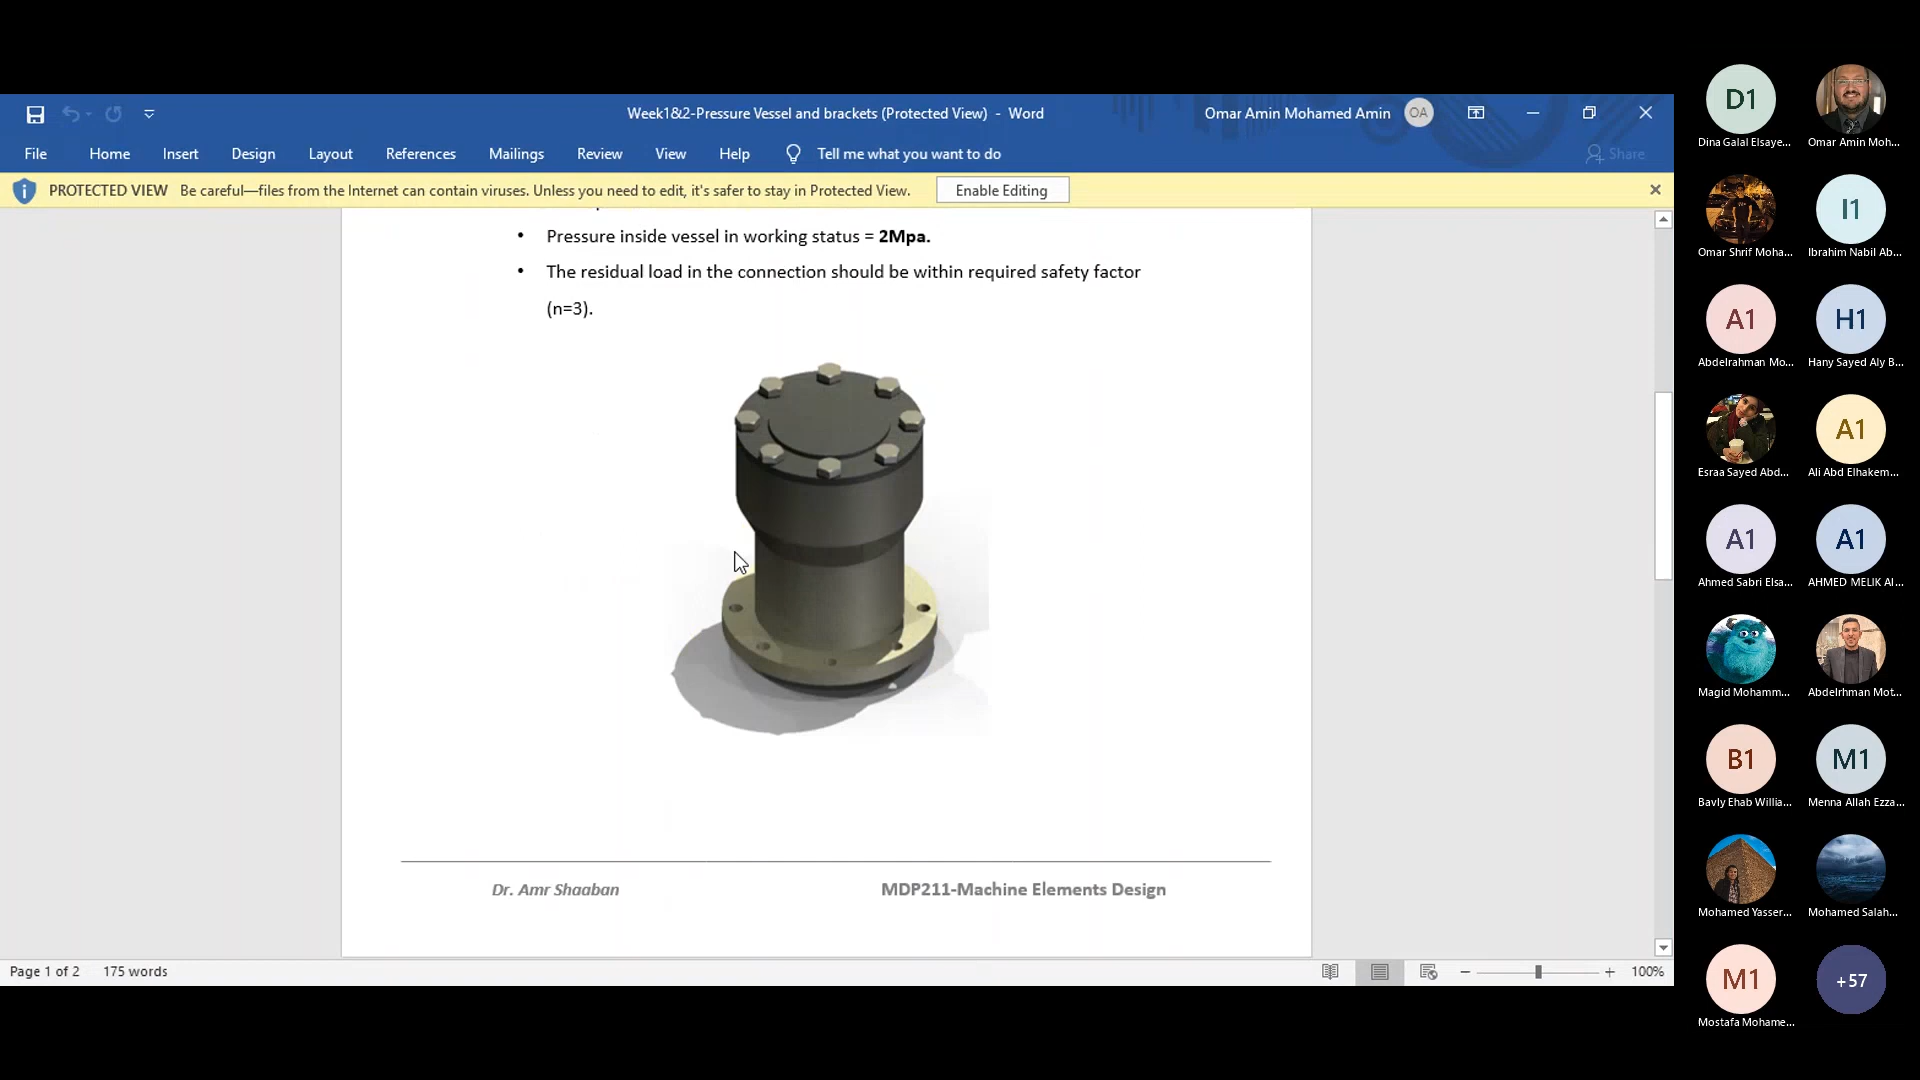 Week1&2-Pressure Vessel and brackets (Protected View) - Word
Omar Amin Mohamed Amin
OA
File Home Insert Design Layout References Mailings Review View Help Tell me what you want to do
Share
PROTECTED VIEW Be careful—files from the Internet can contain viruses. Unless you need to edit, it's safer to stay in Protected View. Enable Editing
• Pressure inside vessel in working status = 2Mpa.
• The residual load in the connection should be within required safety factor
(n=3).
Dr. Amr Shaaban MDP211-Machine Elements Design
Page 1 of 2 175 words
100%
D1
Dina Galal Elsaye... Omar Amin Moh...
I1
Omar Shrif Moha... Ibrahim Nabil Ab...
A1 H1
Abdelrahman Mo... Hany Sayed Aly B...
A1
Esraa Sayed Abd... Ali Abd Elhakem...
A1 A1
Ahmed Sabri Elsa... AHMED MELIK Al...
Magid Mohamm... Abdelrhman Mot...
B1 M1
Bavly Ehab Willia... Menna Allah Ezza...
Mohamed Yasser... Mohamed Salah...
M1 +57
Mostafa Mohame...